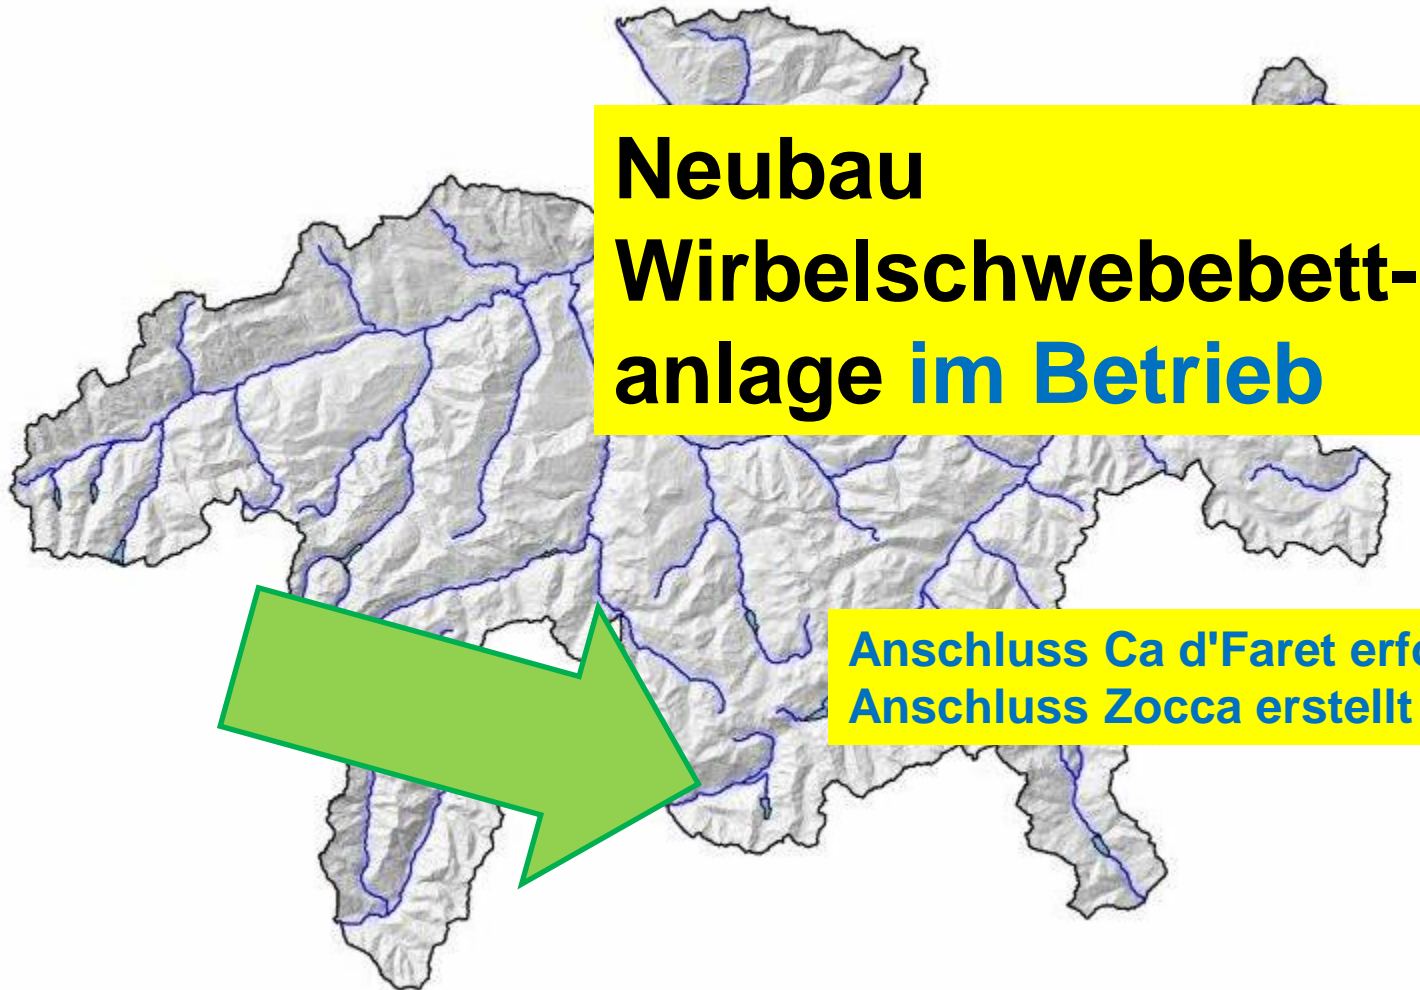 Neubau
Wirbelschwebebett-
anlage im Betrieb
Anschluss Ca d'Faret
Anschluss Zocca erstellt